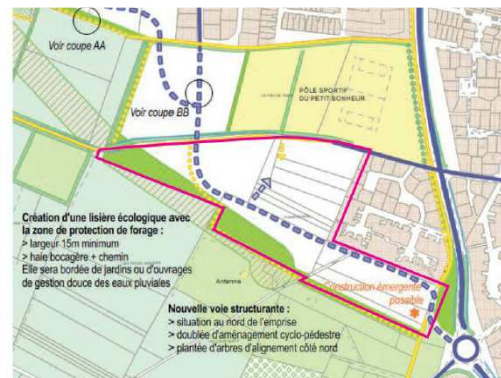 Voir coupe AA
Voir coupe BB
PÔLE SPORTIF
DU PETIT BONHEUR
Création d'une lisière écologique avec
la zone de protection de forage :
> largeur 15m minimum
> haie bocagère + chemin
Elle sera bordée de jardins ou d'ouvrages
de gestion douce des eaux pluviales
Antenne
Construction émergente
possible
Nouvelle voie structurante :
> situation au nord de l'emprise
> doublée d'aménagement cyclo-pédestre
> plantée d'arbres d'alignement côté nord